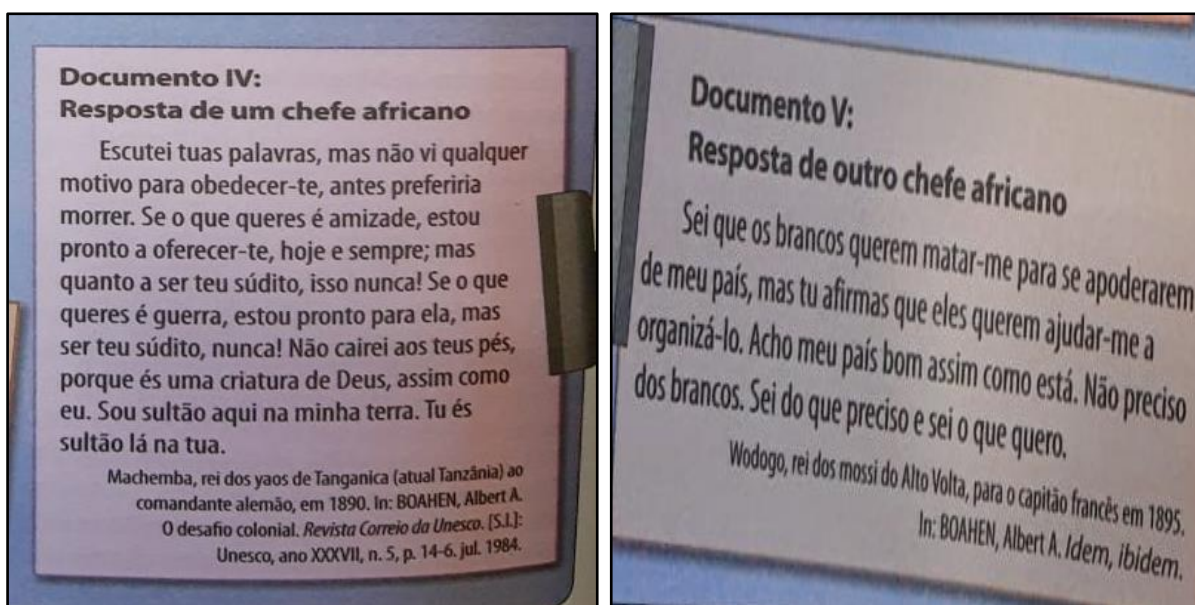 Documento IV:
Resposta de um chefe africano
Escutei tuas palavras, mas não vi qualquer
motivo para obedecer-te, antes preferiria
morrer. Se o que queres é amizade, estou
pronto a oferecer-te, hoje e sempre; mas
quanto a ser teu súdito, isso nunca! Se o que
queres é guerra, estou pronto para ela, mas
ser teu súdito, nunca! Não cairei aos teus pés,
porque és uma criatura de Deus, assim como
eu. Sou sultão aqui na minha terra. Tu és
sultão lá na tua.
Machemba, rei dos yaos de Tanganica (atual Tanzânia) ao
comandante alemão, em 1890. In: BOAHEN, Albert A.
O desafio colonial. Revista Correio da Unesco. [S.I.]:
Unesco, ano XXXVII, n. 5, p. 14-6. jul. 1984.
Documento V:
Resposta de outro chefe africano
Sei que os brancos querem matar-me para se apoderarem
de meu país, mas tu afirmas que eles querem ajudar-me a
organizá-lo. Acho meu país bom assim como está. Não preciso
dos brancos. Sei do que preciso e sei o que quero.
Wodogo, rei dos mossi do Alto Volta, para o capitão francês em 1895.
In: BOAHEN, Albert A. Idem, ibidem.